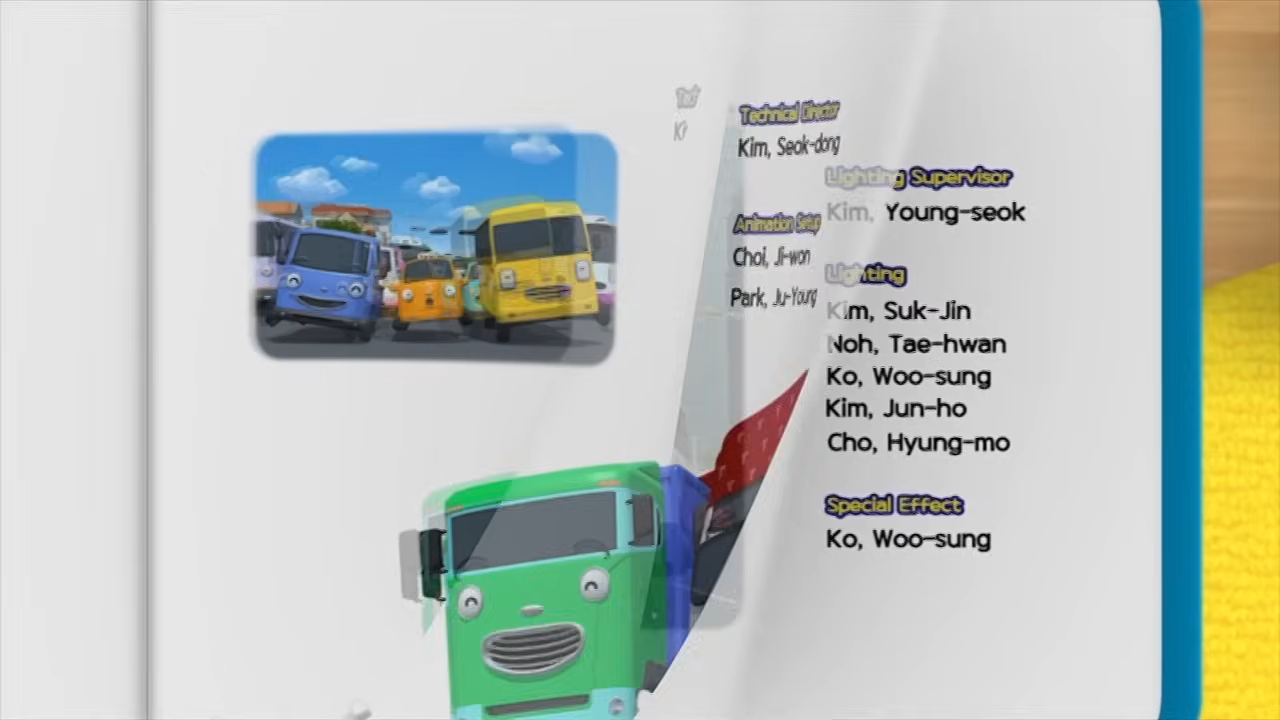 Technical Director
Kim, Seok-dong
Animation Setup
Choi, Ji-won
Park, Ju-Young
Lighting Supervisor
Kim, Young-seok
Lighting
Kim, Suk-Jin
Noh, Tae-hwan
Ko, Woo-sung
Kim, Jun-ho
Cho, Hyung-mo
Special Effect
Ko, Woo-sung